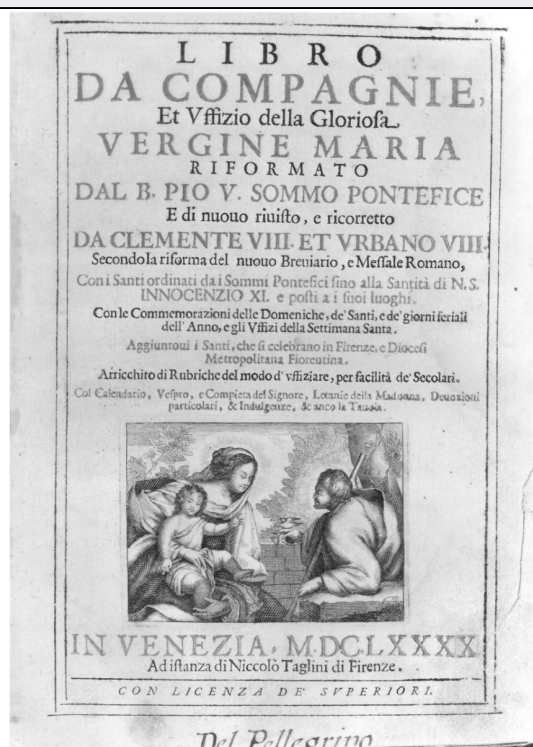 LIBRO
DA COMPAGNIE,
Et Vffizio della Glorioſa
VERGINE MARIA
RIFORMATO
DAL B. PIO V. SOMMO PONTEFICE
E di nuouo riuiſto, e ricorretto
DA CLEMENTE VIII. ET VRBANO VIII.
Secondo la riforma del nuouo Breuiario, e Meſſale Romano,
Con i Santi ordinati da i Sommi Pontefici fino alla Santità di N. S.
INNOCENZIO XI. e poſti a i ſuoi luoghi.
Con le Commemorazioni delle Domeniche, de' Santi, e de' giorni feriali
dell' Anno, e gli Vffizi della Settimana Santa.
Aggiuntoui i Santi, che ſi celebrano in Firenze, e Dioceſi
Metropolitana Fiorentina.
Arricchito di Rubriche del modo d' vffiziare, per facilità de' Secolari.
Col Calendario, Veſpro, e Compieta del Signore, Letanie della Madonna, Deuozioni
particolari, & Indulgenze, & anco la Tauola.
IN VENEZIA, M.DC.LXXXX
Ad iſtanza di Niccolò Taglini di Firenze.
CON LICENZA DE' SVPERIORI.
Del Pellegrino